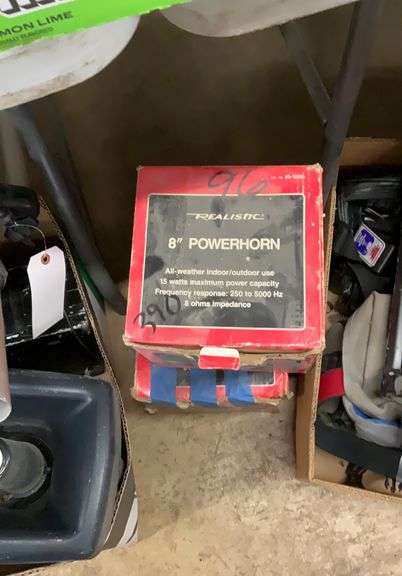 MON LIME
96
REALISTIC
8" POWERHORN
All-weather indoor/outdoor use
15 watts maximum power capacity
Frequency response: 250 to 5000 Hz
8 ohms impedance
390